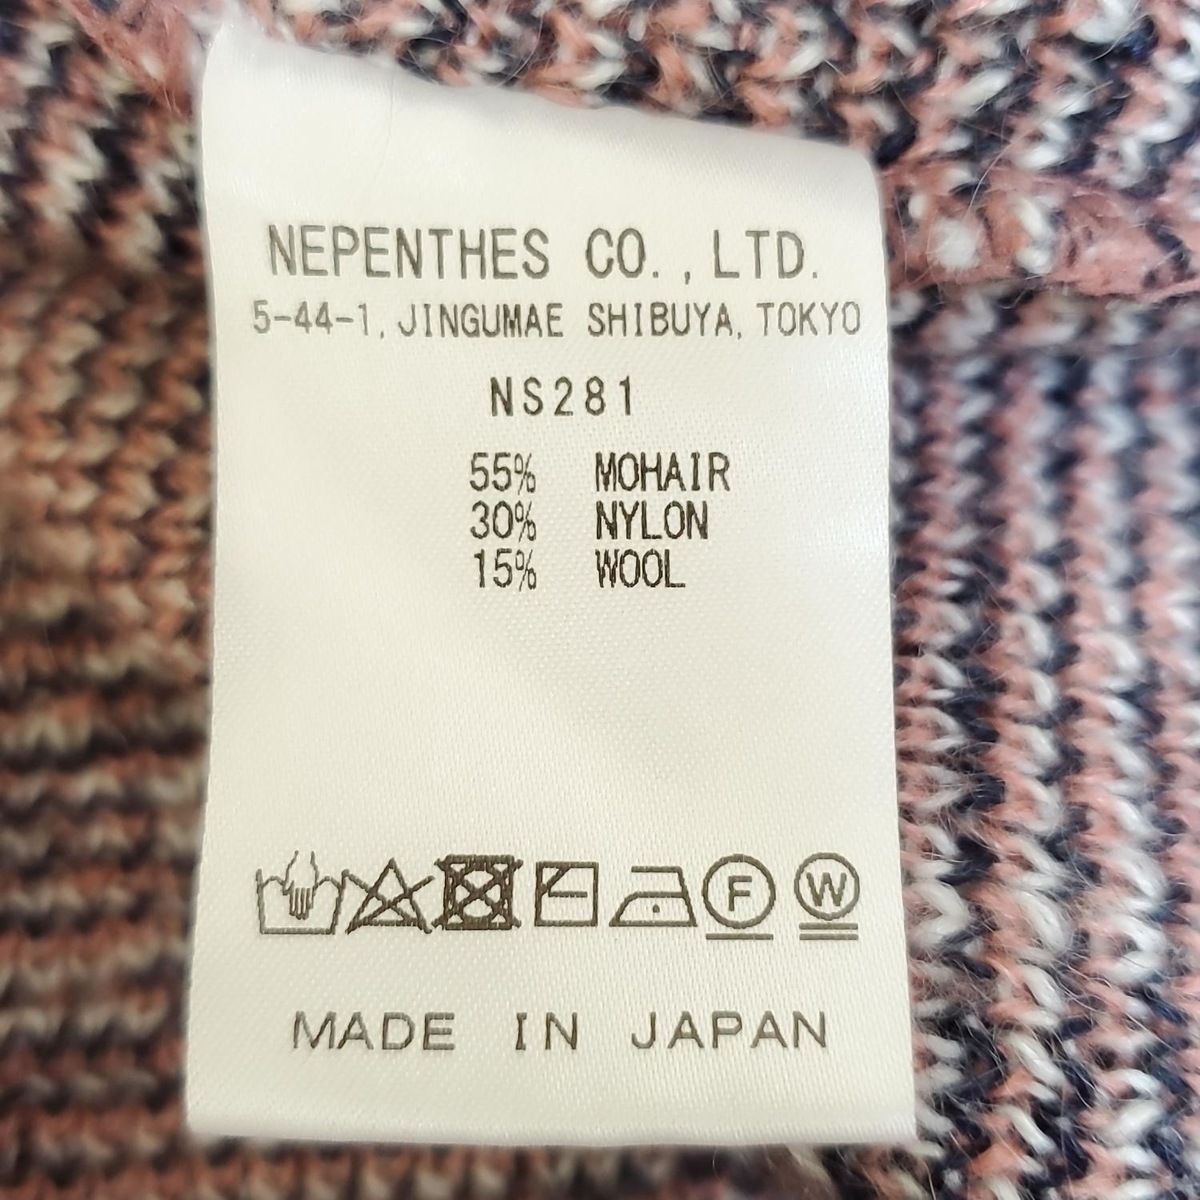 NEPENTHES CO., LTD.
5-44-1, JINGUMAE SHIBUYA, TOKYO
NS281
55% MOHAIR
30% NYLON
15% WOOL
F W
MADE IN JAPAN